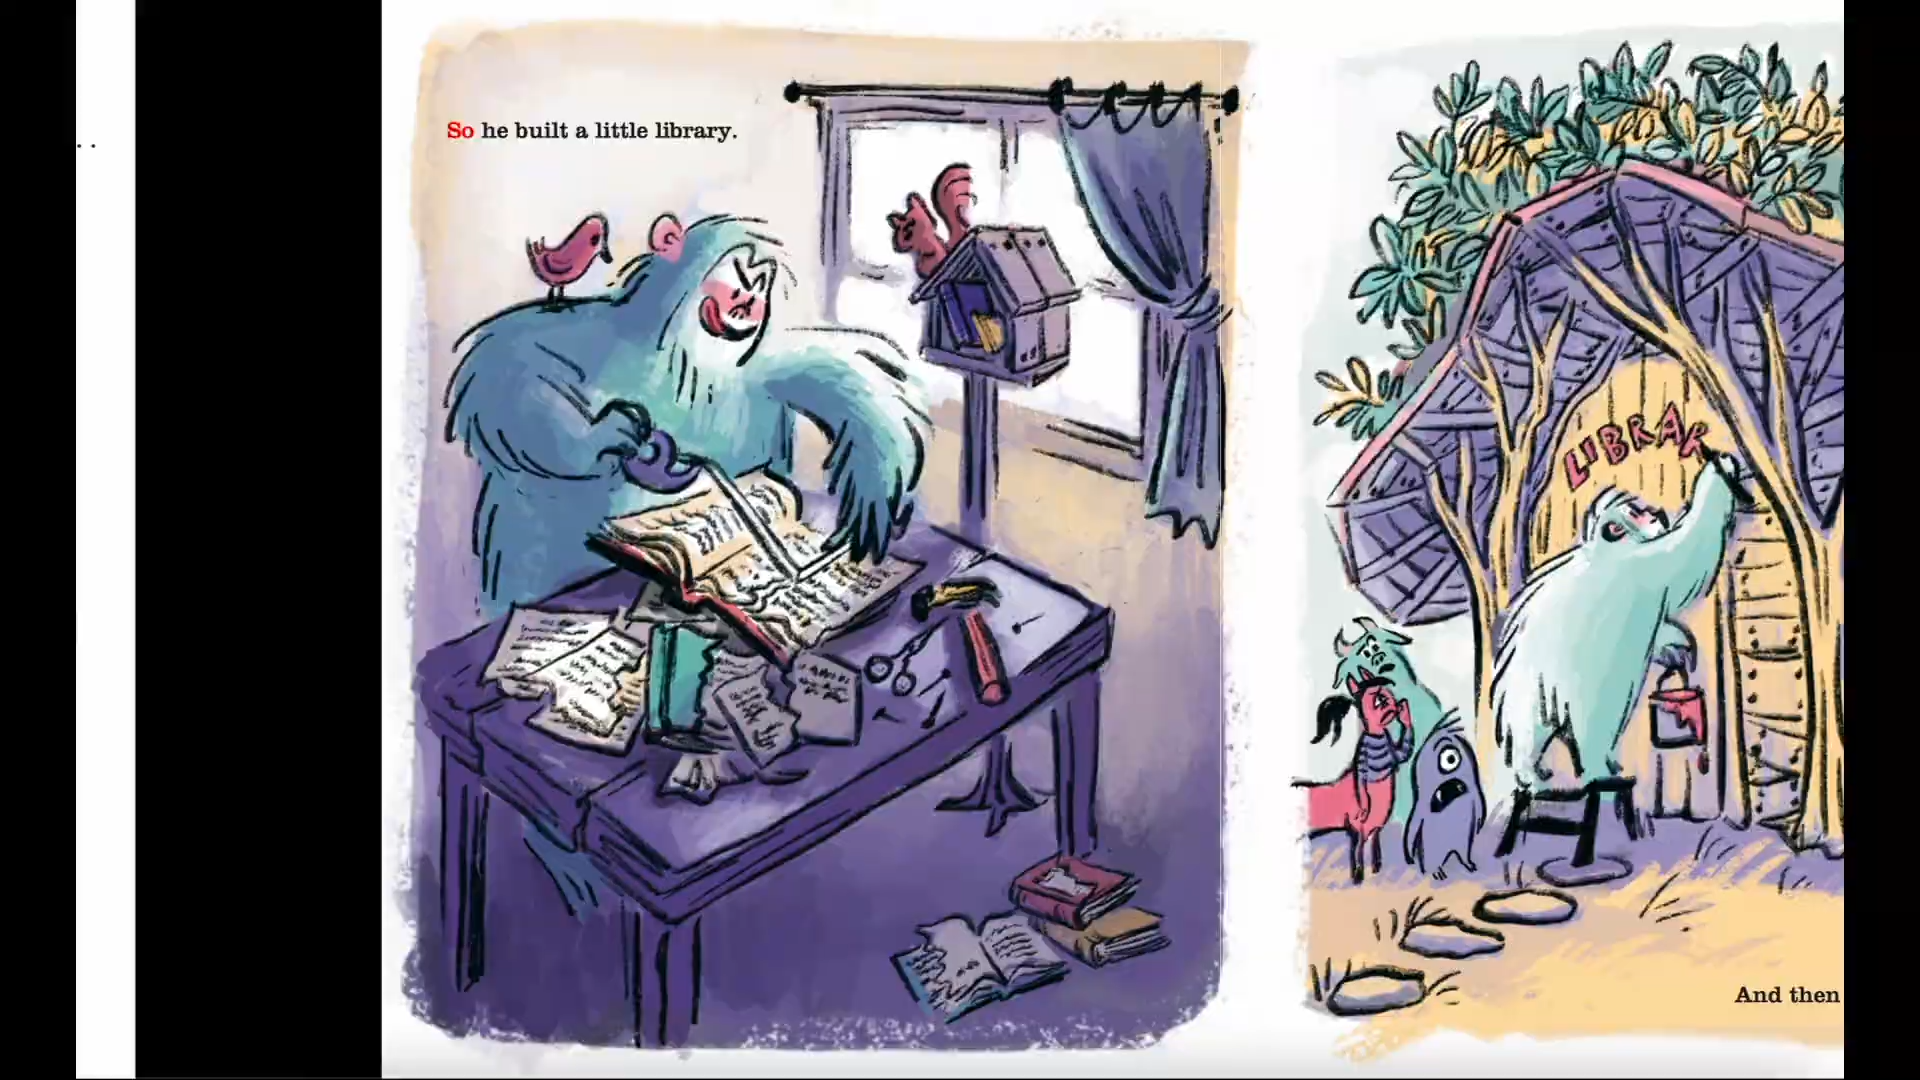 . .
So he built a little library.
LIBRAR
And then